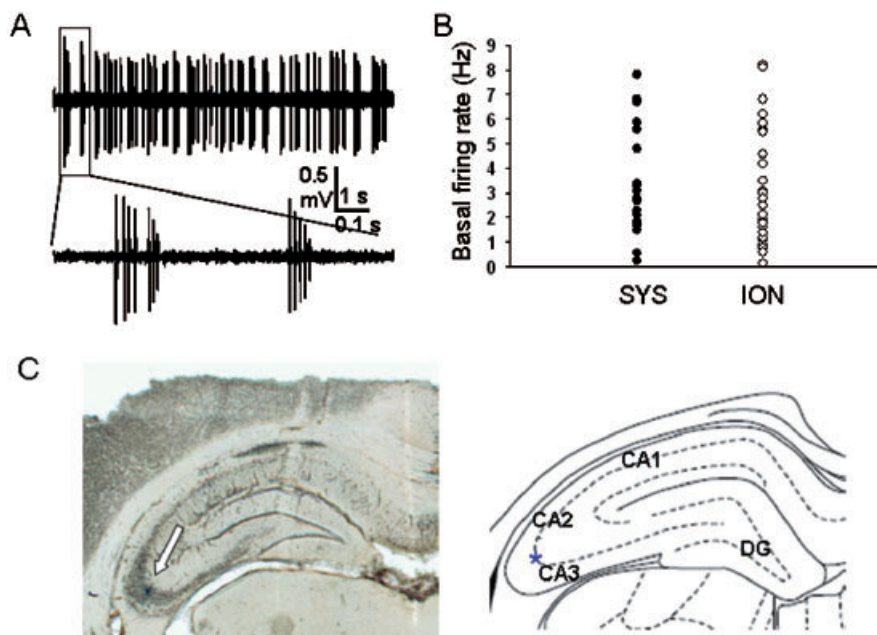 A
0.5
mV
1 s
0.1 s
B
Basal firing rate (Hz)
9
8
7
6
5
4
3
2
1
0
SYS
ION
C
CA1
CA2
CA3
DG